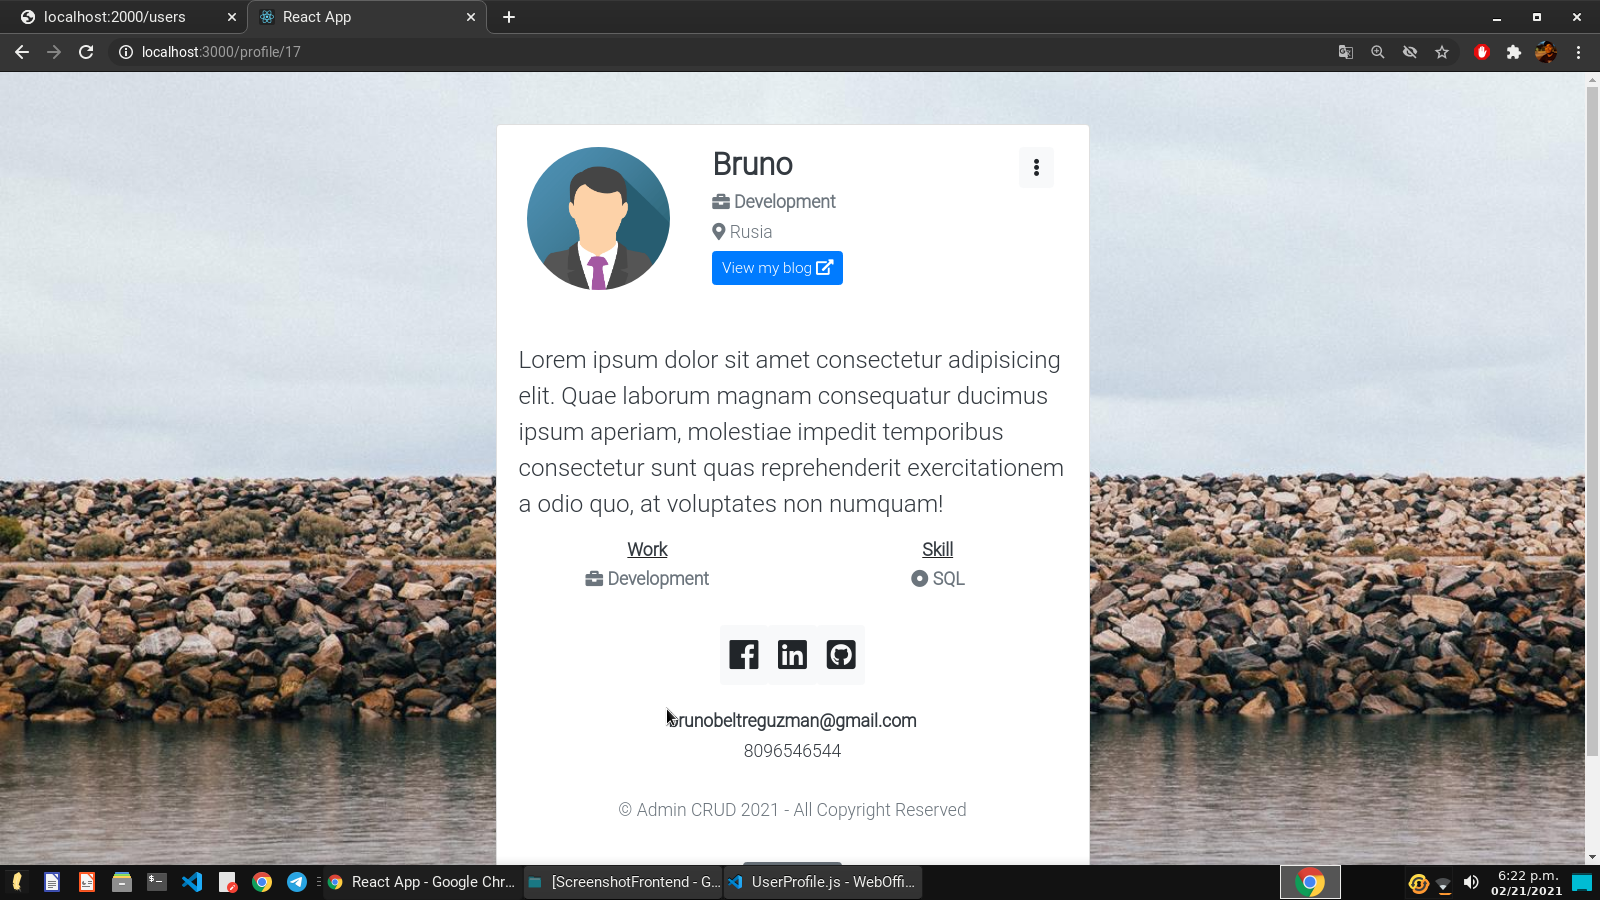 localhost:2000/users
React App
localhost:3000/profile/17
Bruno
Development
Rusia
View my blog
Lorem ipsum dolor sit amet consectetur adipisicing
elit. Quae laborum magnam consequatur ducimus
ipsum aperiam, molestiae impedit temporibus
consectetur sunt quas reprehenderit exercitationem
a odio quo, at voluptates non numquam!
Work
Skill
Development
SQL
brunobeltreguzman@gmail.com
8096546544
© Admin CRUD 2021 - All Copyright Reserved
React App - Google Chr...
[ScreenshotFrontend - G...
UserProfile.js - WebOffi...
6:22 p.m.
02/21/2021